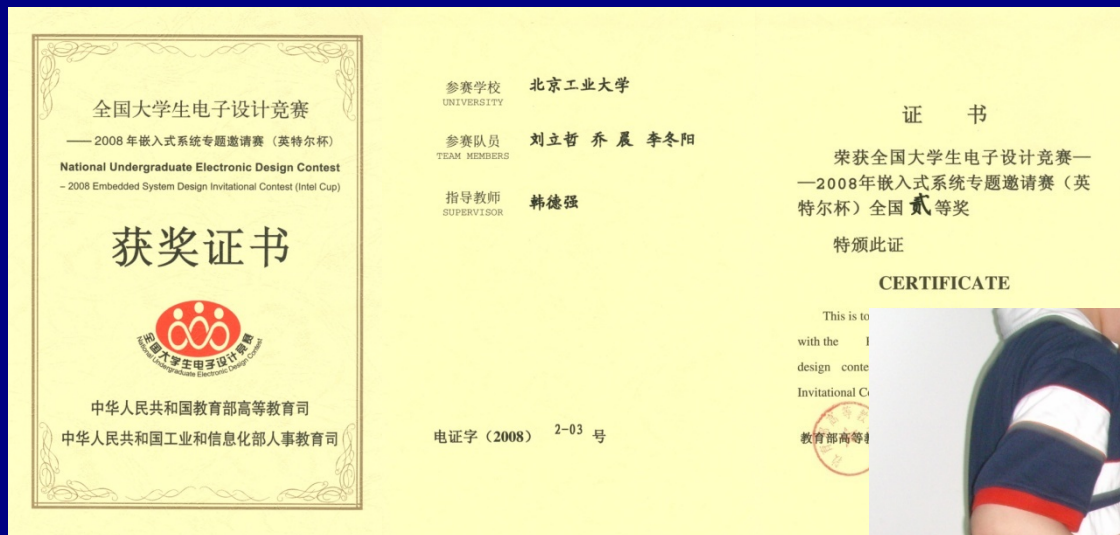 全国大学生电子设计竞赛
——2008年嵌入式系统专题邀请赛（英特尔杯）
National Undergraduate Electronic Design Contest
– 2008 Embedded System Design Invitational Contest (Intel Cup)
获奖证书
全国大学生电子设计竞赛
National Undergraduate Electronic Design Contest
中华人民共和国教育部高等教育司
中华人民共和国工业和信息化部人事教育司
参赛学校 北京工业大学
UNIVERSITY
参赛队员 刘立哲 乔晨 李冬阳
TEAM MEMBERS
指导教师 韩德强
SUPERVISOR
电证字（2008） 2-03 号
证 书
荣获全国大学生电子设计竞赛—
—2008年嵌入式系统专题邀请赛（英
特尔杯）全国贰等奖
特颁此证
CERTIFICATE
This is to
with the
design
Invitational
教育部高等